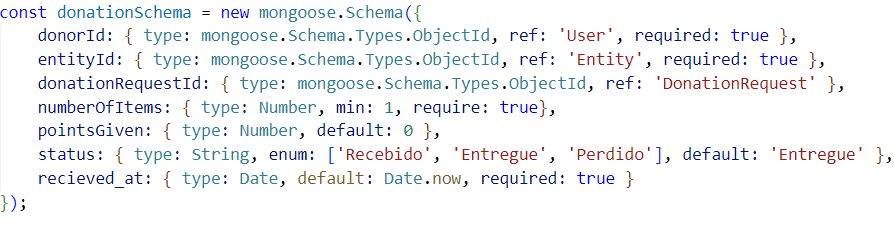 const donationSchema = new mongoose.Schema({
    donorId: { type: mongoose.Schema.Types.ObjectId, ref: 'User', required: true },
    entityId: { type: mongoose.Schema.Types.ObjectId, ref: 'Entity', required: true },
    donationRequestId: { type: mongoose.Schema.Types.ObjectId, ref: 'DonationRequest' },
    numberOfItems: { type: Number, min: 1, require: true},
    pointsGiven: { type: Number, default: 0 },
    status: { type: String, enum: ['Recebido', 'Entregue', 'Perdido'], default: 'Entregue' },
    recieved_at: { type: Date, default: Date.now, required: true }
});